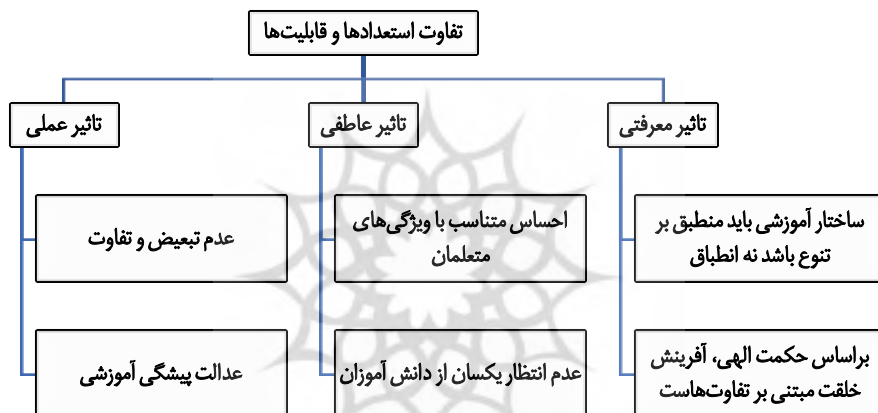 تفاوت استعدادها و قابلیت‌ها
تاثیر معرفتی
تاثیر عاطفی
تاثیر عملی
ساختار آموزشی باید منطبق بر
تنوع باشد نه انطباق
احساس متناسب با ویژگی‌های
متعلمان
عدم تبعیض و تفاوت
براساس حکمت الهی، آفرینش
خلقت مبتنی بر تفاوت‌هاست
عدم انتظار یکسان از دانش آموزان
عدالت پیشگی آموزشی